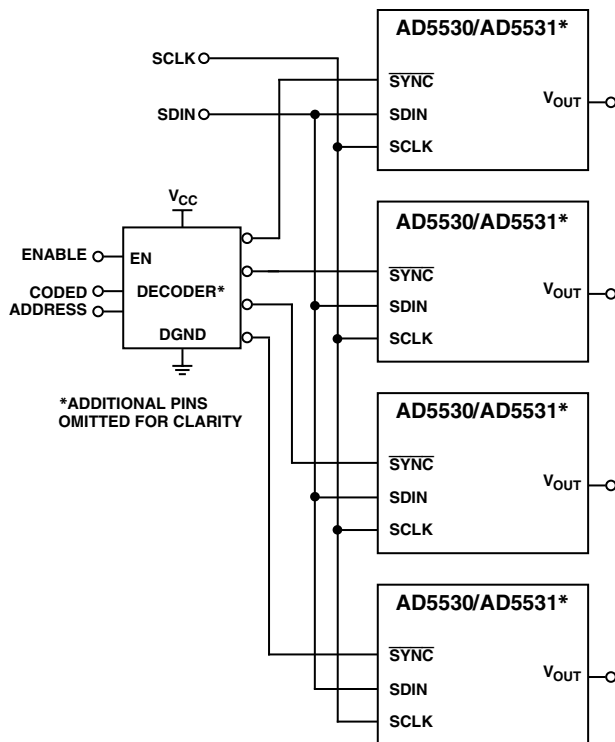 AD5530/AD5531*
SCLK
SYNC
VOUT
SDIN
SDIN
SCLK
VCC
AD5530/AD5531*
ENABLE
EN
SYNC
VOUT
CODED
ADDRESS
DECODER*
SDIN
DGND
SCLK
*ADDITIONAL PINS
OMITTED FOR CLARITY
AD5530/AD5531*
SYNC
VOUT
SDIN
SCLK
AD5530/AD5531*
SYNC
VOUT
SDIN
SCLK